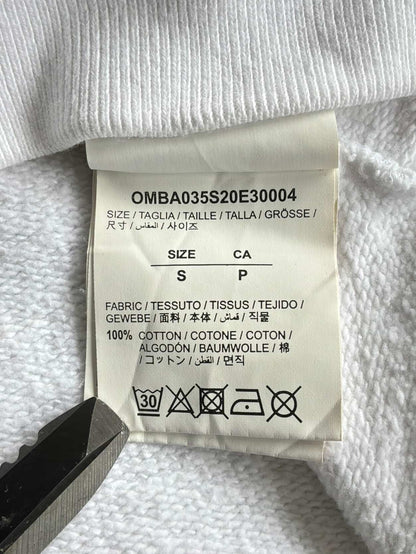 OMBA035S20E30004
SIZE / TAGLIA / TAILLE / TALLA / GRÖSSE /
尺寸 / المقاس / 사이즈
SIZE CA
S P
FABRIC / TESSUTO / TISSUS / TEJIDO /
GEWEBE / 面料 / 本体 / قماش / 직물
100% COTTON / COTONE / COTON /
ALGODÓN / BAUMWOLLE / 棉
/ コットン / القطن / 면직
30